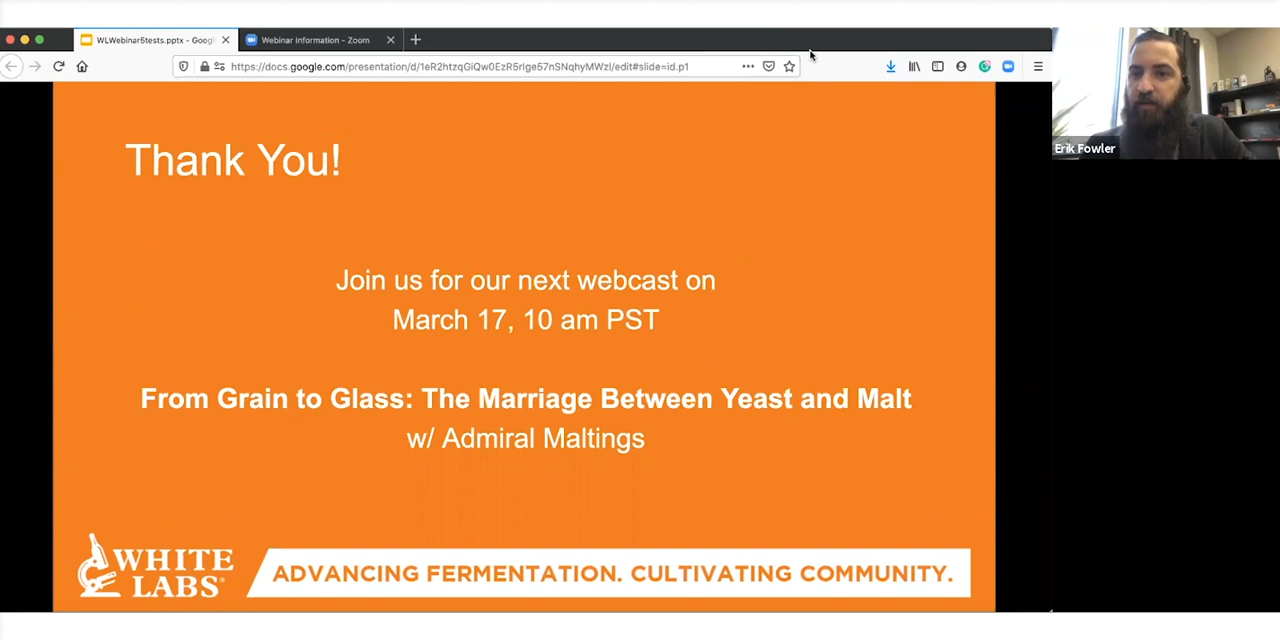 WLWebinar5tests.pptx - Googl
Webinar Information - Zoom
https://docs.google.com/presentation/d/1eR2htzqGiQw0EzR5rIge57nSNqhyMWzI/edit#slide=id.p1
Erik Fowler
Thank You!
Join us for our next webcast on
March 17, 10 am PST
From Grain to Glass: The Marriage Between Yeast and Malt
w/ Admiral Maltings
WHITE
LABS®
ADVANCING FERMENTATION. CULTIVATING COMMUNITY.